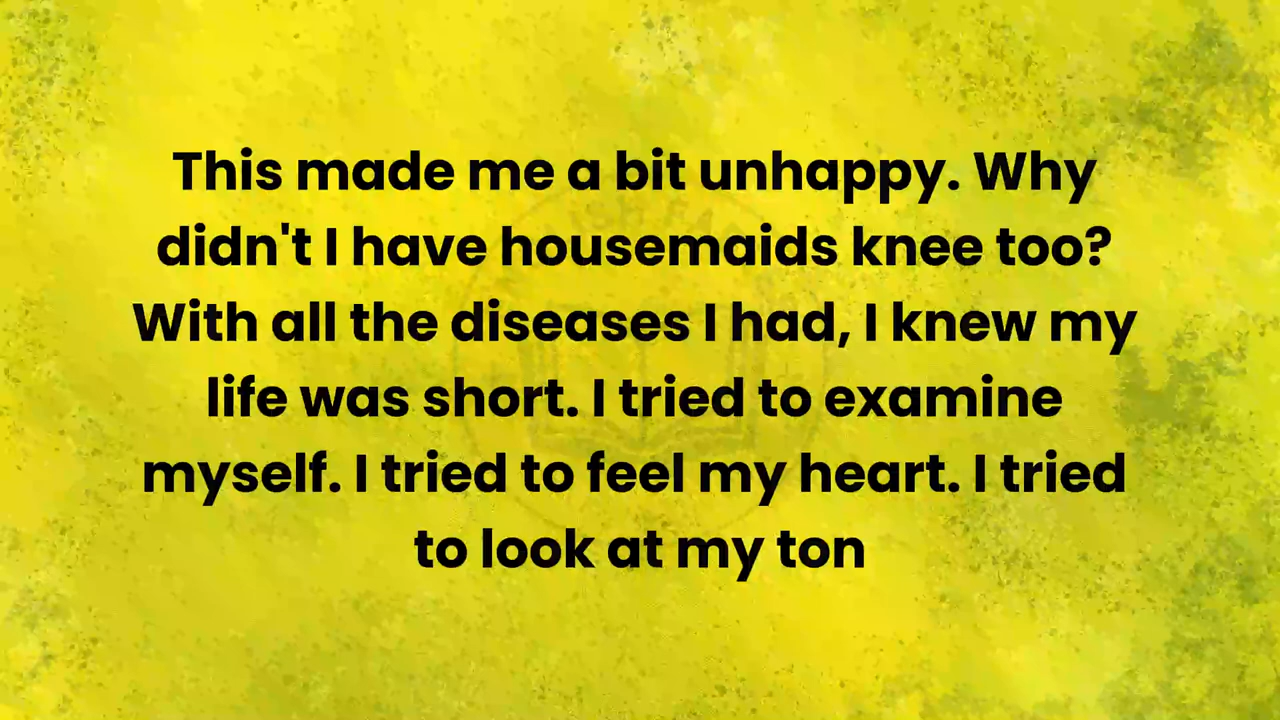 This made me a bit unhappy. Why
didn't I have housemaids knee too?
With all the diseases I had, I knew my
life was short. I tried to examine
myself. I tried to feel my heart. I tried
to look at my ton